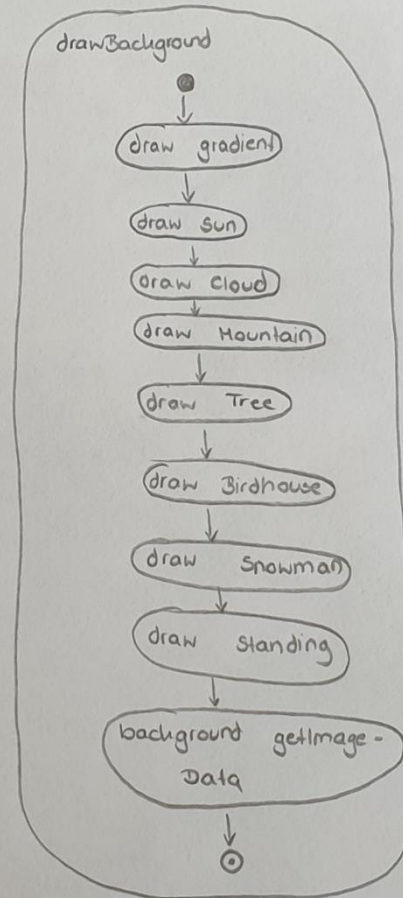 drawBackground
draw gradient
draw Sun
draw Cloud
draw Mountain
draw Tree
draw Birdhouse
draw Snowman
draw Standing
background getImage-
Data